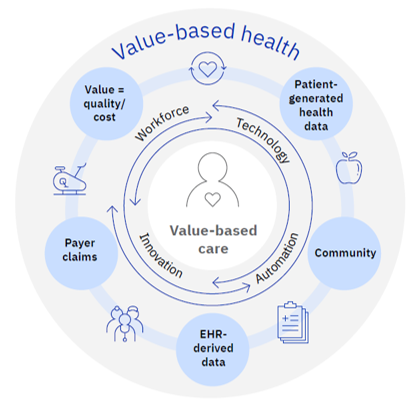 Value-based health
Value =
quality/
cost
Patient-
generated
health
data
Workforce
Technology
Value-based
care
Payer
claims
Community
Innovation
Automation
EHR-
derived
data